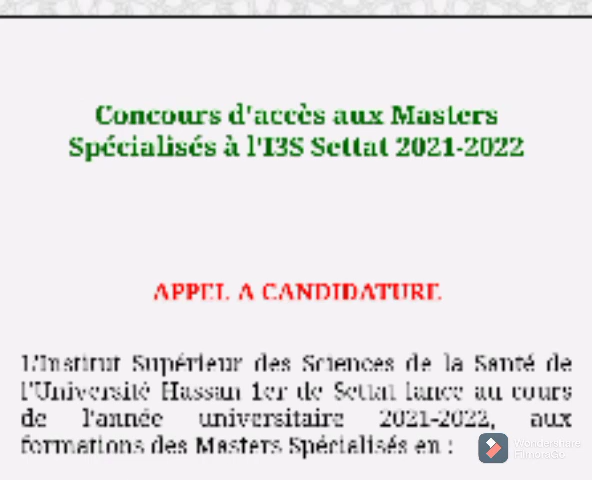 Concours d'accès aux Masters
Spécialisés à l'I3S Settat 2021-2022
APPEL A CANDIDATURE
L'Institut Supérieur des Sciences de la Santé de
l'Université Hassan 1er de Settat lance au cours
de l'année universitaire 2021-2022, aux
formations des Masters Spécialisés en :
Wondershare
FilmoraGo